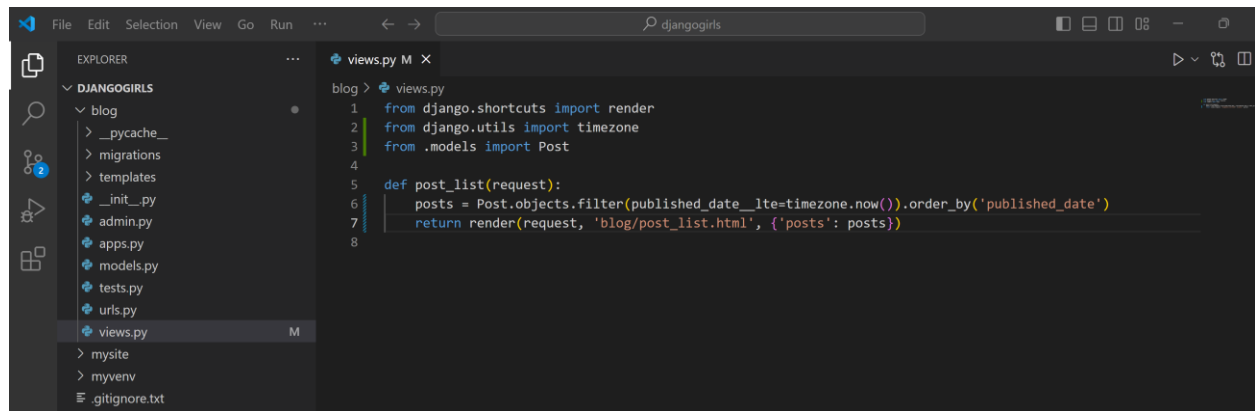 File Edit Selection View Go Run ··· ← → djangogirls
EXPLORER ···
DJANGOGIRLS
blog
__pycache__
migrations
templates
__init__.py
admin.py
apps.py
models.py
tests.py
urls.py
views.py M
mysite
myvenv
.gitignore.txt
2
views.py M ×
blog > views.py
1 from django.shortcuts import render
2 from django.utils import timezone
3 from .models import Post
4
5 def post_list(request):
6 posts = Post.objects.filter(published_date__lte=timezone.now()).order_by('published_date')
7 return render(request, 'blog/post_list.html', {'posts': posts})
8